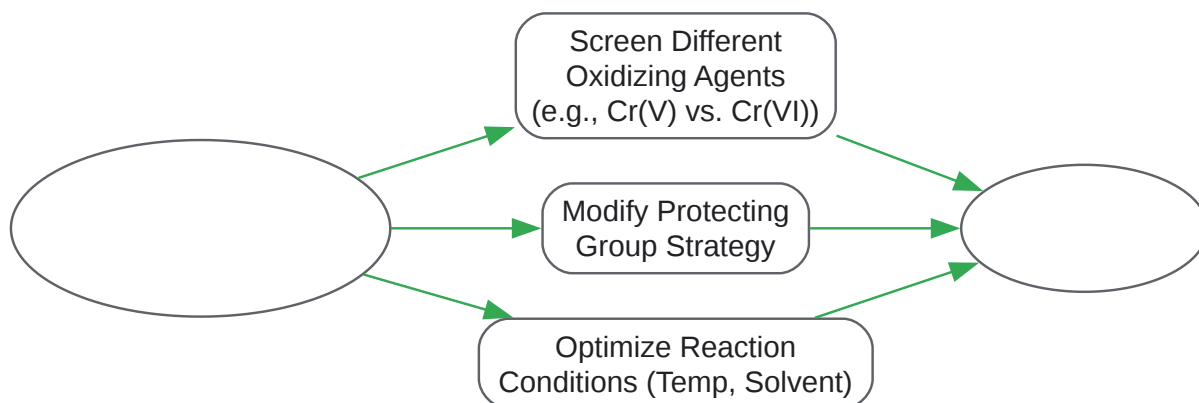 Screen Different
Oxidizing Agents
(e.g., Cr(V) vs. Cr(VI))
Modify Protecting
Group Strategy
Optimize Reaction
Conditions (Temp, Solvent)